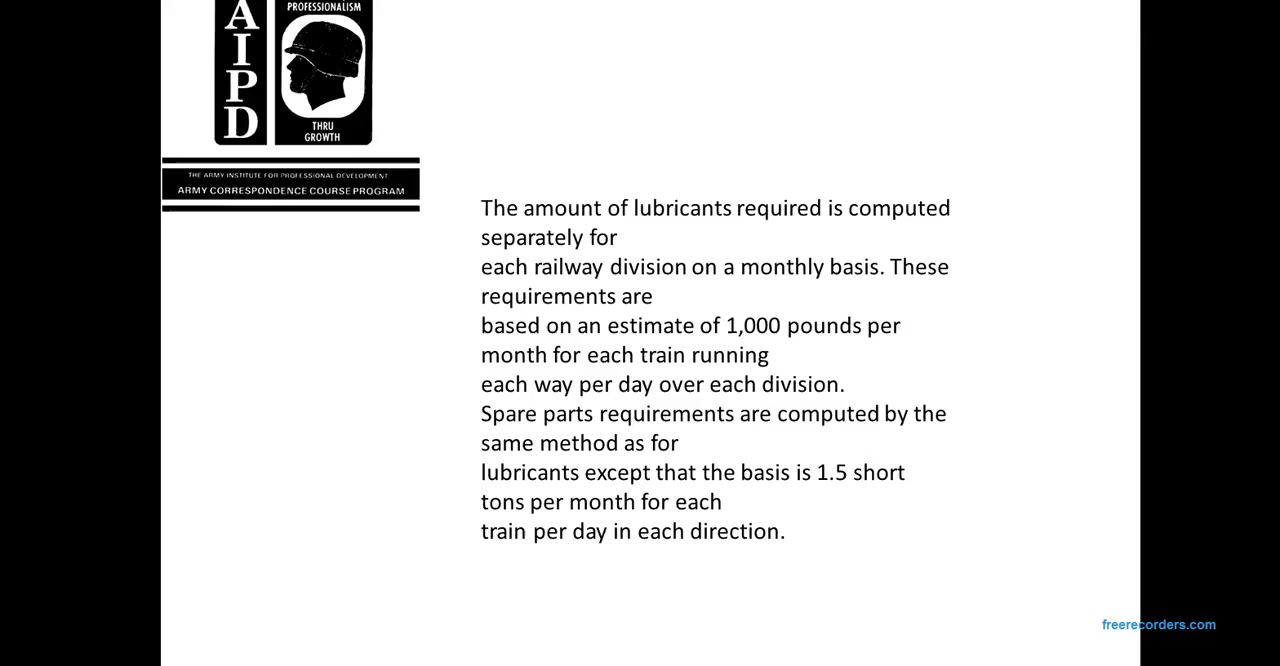 AIPD
PROFESSIONALISM
THRU
GROWTH
THE ARMY INSTITUTE FOR PROFESSIONAL DEVELOPMENT
ARMY CORRESPONDENCE COURSE PROGRAM
The amount of lubricants required is computed
separately for
each railway division on a monthly basis. These
requirements are
based on an estimate of 1,000 pounds per
month for each train running
each way per day over each division.
Spare parts requirements are computed by the
same method as for
lubricants except that the basis is 1.5 short
tons per month for each
train per day in each direction.
freerecorders.com